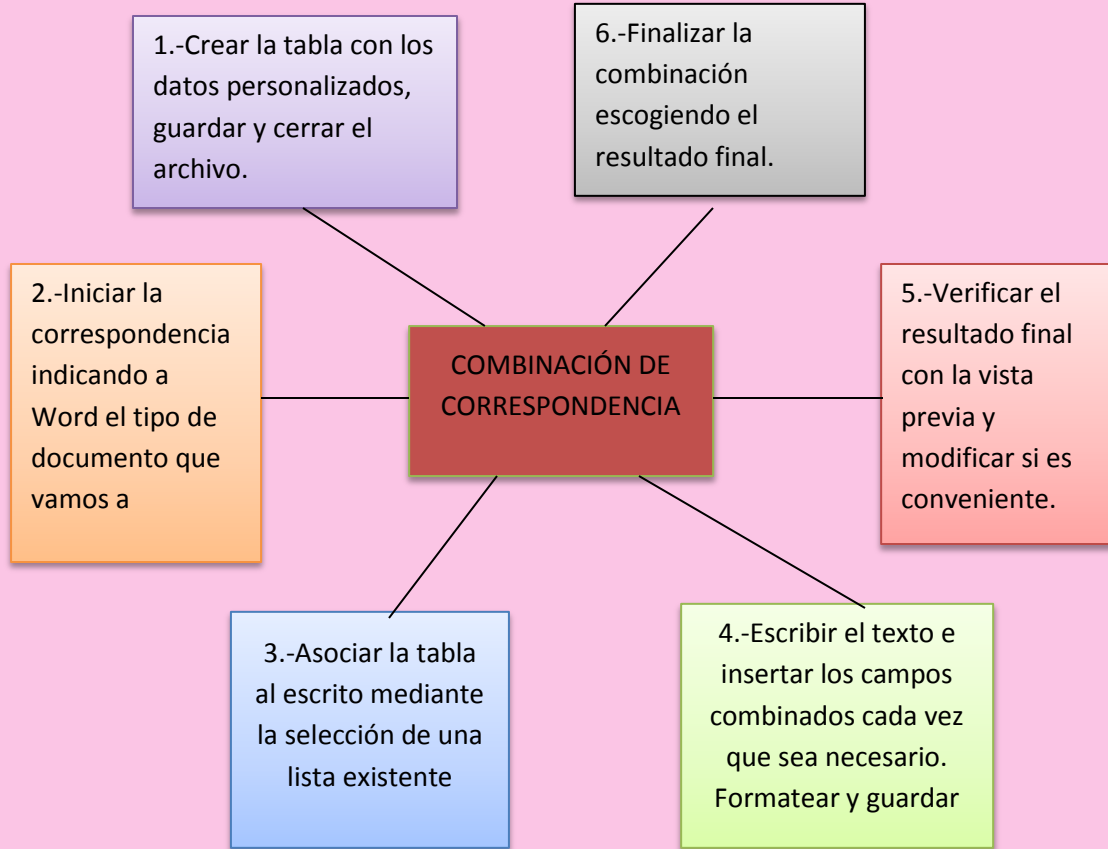 1.-Crear la tabla con los
datos personalizados,
guardar y cerrar el
archivo.
6.-Finalizar la
combinación
escogiendo el
resultado final.
2.-Iniciar la
correspondencia
indicando a
Word el tipo de
documento que
vamos a
COMBINACIÓN DE
CORRESPONDENCIA
5.-Verificar el
resultado final
con la vista
previa y
modificar si es
conveniente.
3.-Asociar la tabla
al escrito mediante
la selección de una
lista existente
4.-Escribir el texto e
insertar los campos
combinados cada vez
que sea necesario.
Formatear y guardar